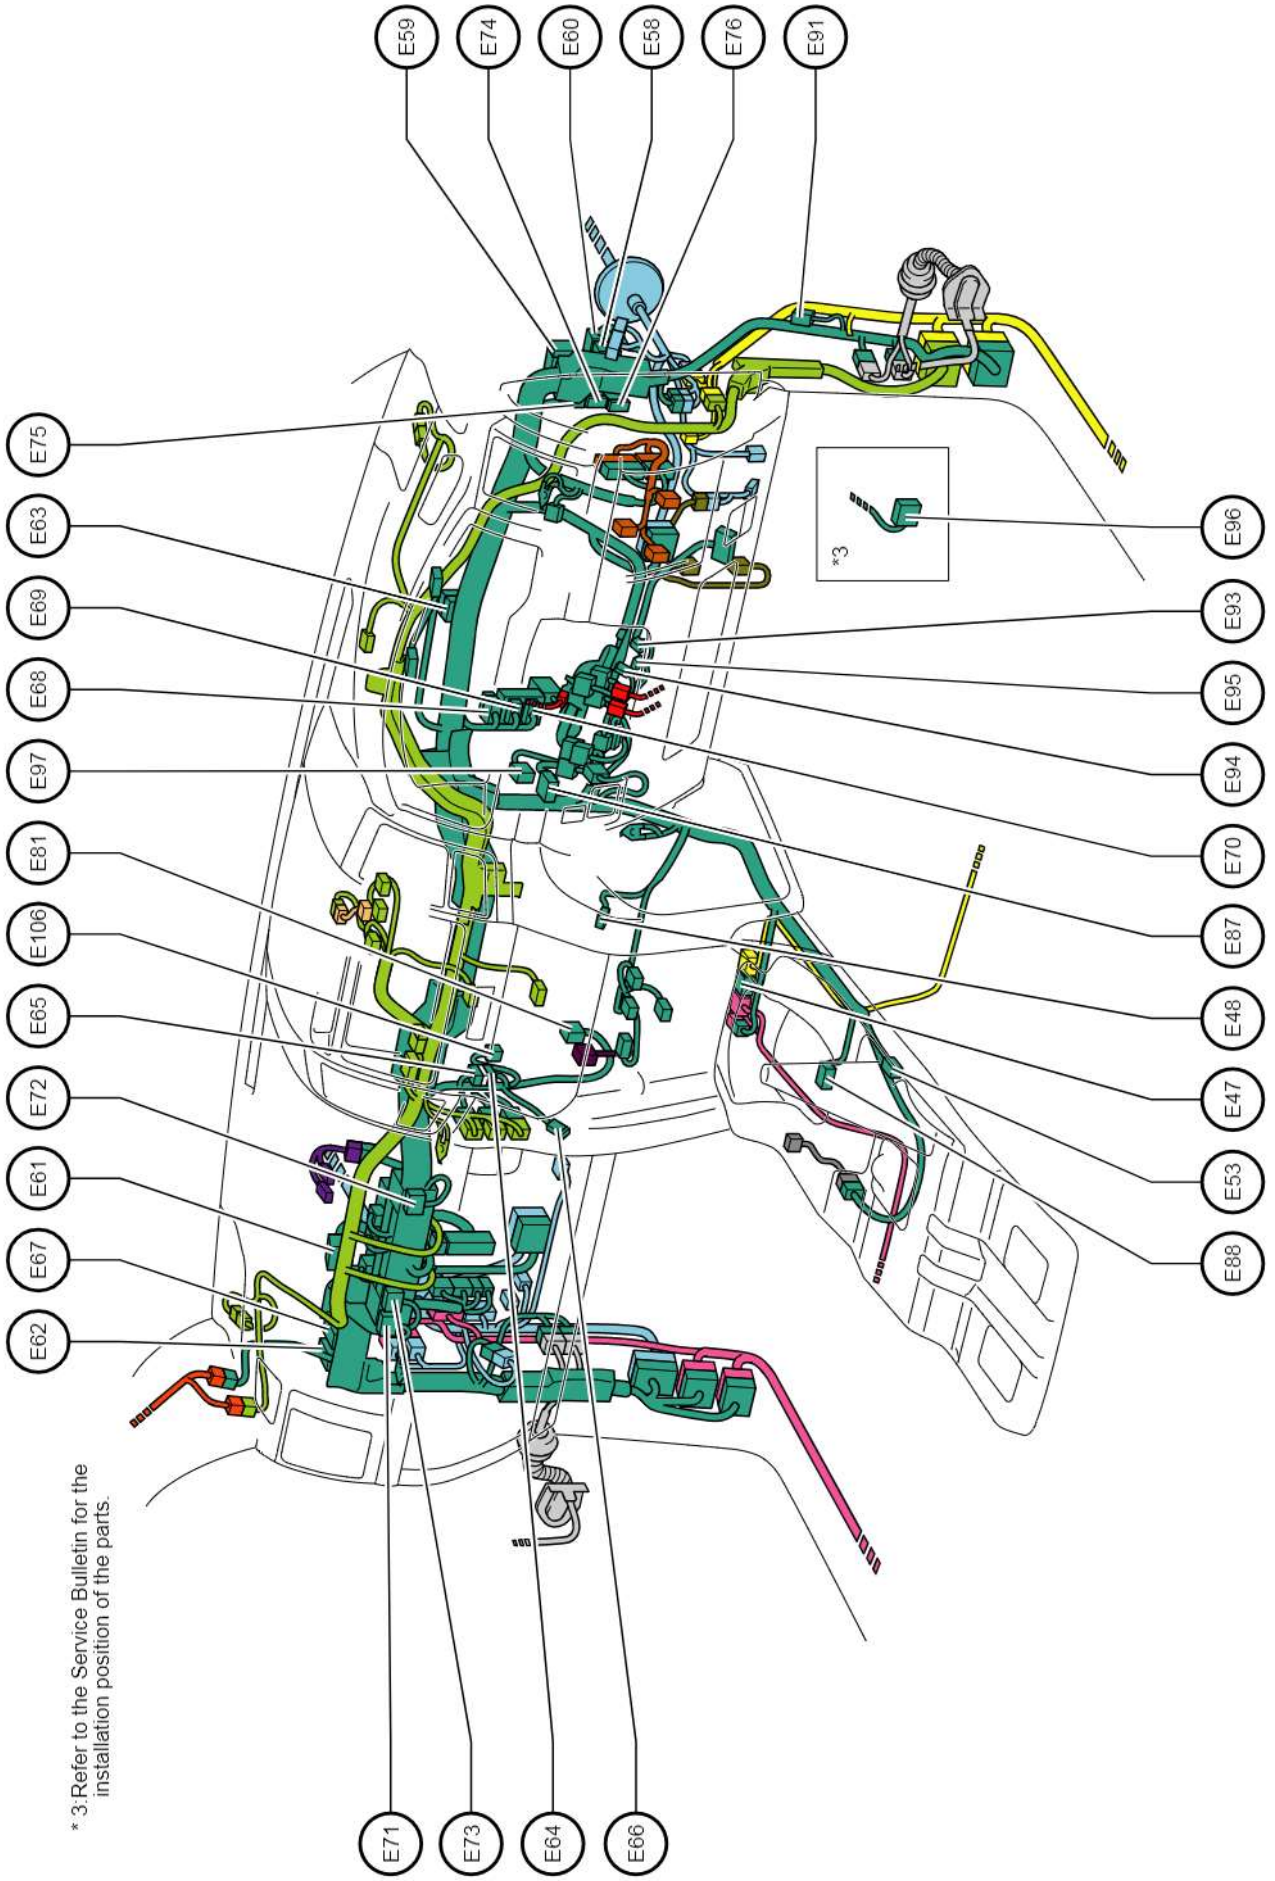 * 3:Refer to the Service Bulletin for the
installation position of the parts.
E62
E67
E61
E72
E65
E106
E81
E97
E68
E69
E63
E75
E59
E74
E60
E58
E76
E91
*3
E71
E73
E64
E66
E88
E53
E47
E48
E87
E70
E94
E95
E93
E96